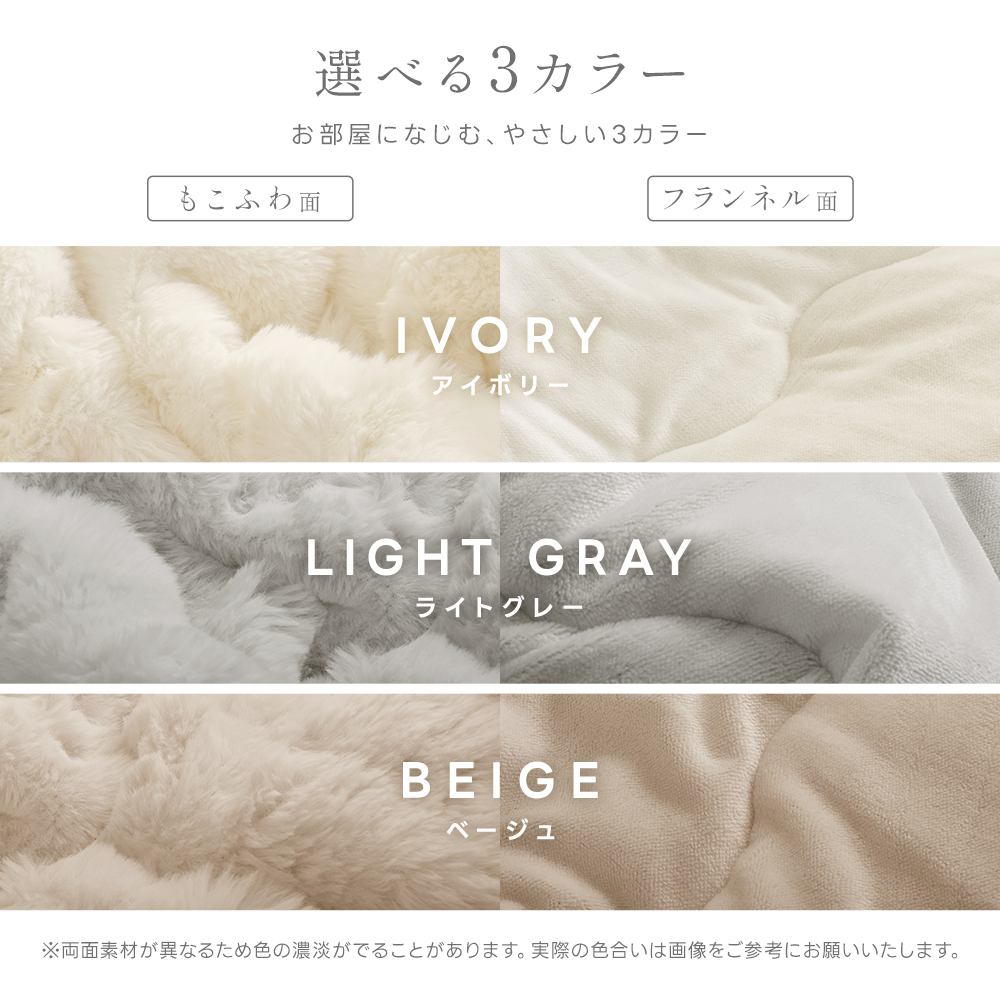 選べる3カラー
お部屋になじむ、やさしい3カラー
もこふわ面
フランネル面
IVORY
アイボリー
LIGHT GRAY
ライトグレー
BEIGE
ベージュ
※両面素材が異なるため色の濃淡がでることがあります。実際の色合いは画像をご参考にお願いいたします。